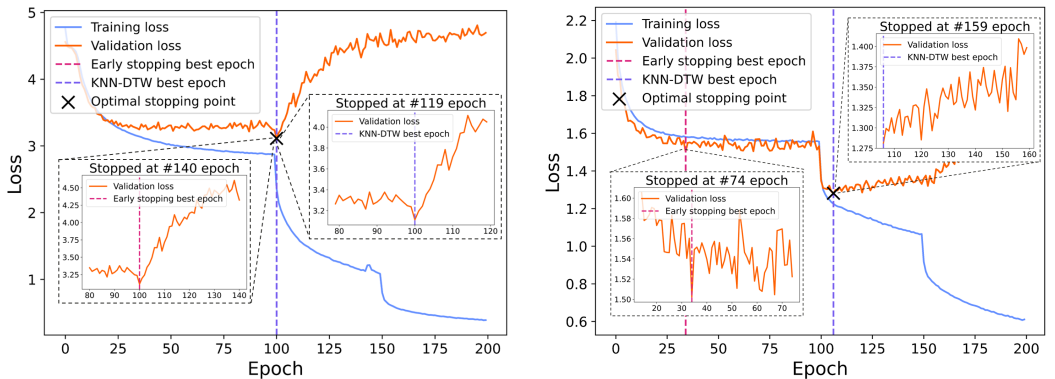 Training loss
Validation loss
Early stopping best epoch
KNN-DTW best epoch
Optimal stopping point
Stopped at #119 epoch
Validation loss
KNN-DTW best epoch
4.0
3.8
3.6
3.4
3.2
80 90 100 110 120
Stopped at #140 epoch
Validation loss
Early stopping best epoch
4.50
4.25
4.00
3.75
3.50
3.25
80 90 100 110 120 130 140
5
4
3
2
1
Loss
0 25 50 75 100 125 150 175 200
Epoch
Training loss
Validation loss
Early stopping best epoch
KNN-DTW best epoch
Optimal stopping point
Stopped at #159 epoch
Validation loss
KNN-DTW best epoch
1.400
1.375
1.350
1.325
1.300
1.275
110 120 130 140 150 160
Stopped at #74 epoch
Validation loss
Early stopping best epoch
1.60
1.58
1.56
1.54
1.52
1.50
20 30 40 50 60 70
2.2
2.0
1.8
1.6
1.4
1.2
1.0
0.8
0.6
Loss
0 25 50 75 100 125 150 175 200
Epoch